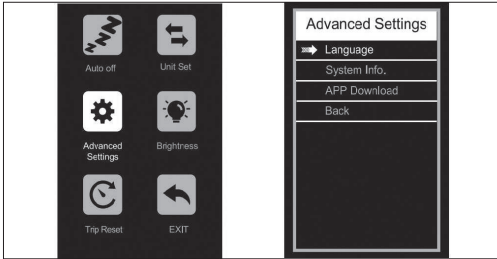 Auto off
Unit Set
Advanced
Settings
Brightness
Trip Reset
EXIT
Advanced Settings
Language
System Info.
APP Download
Back